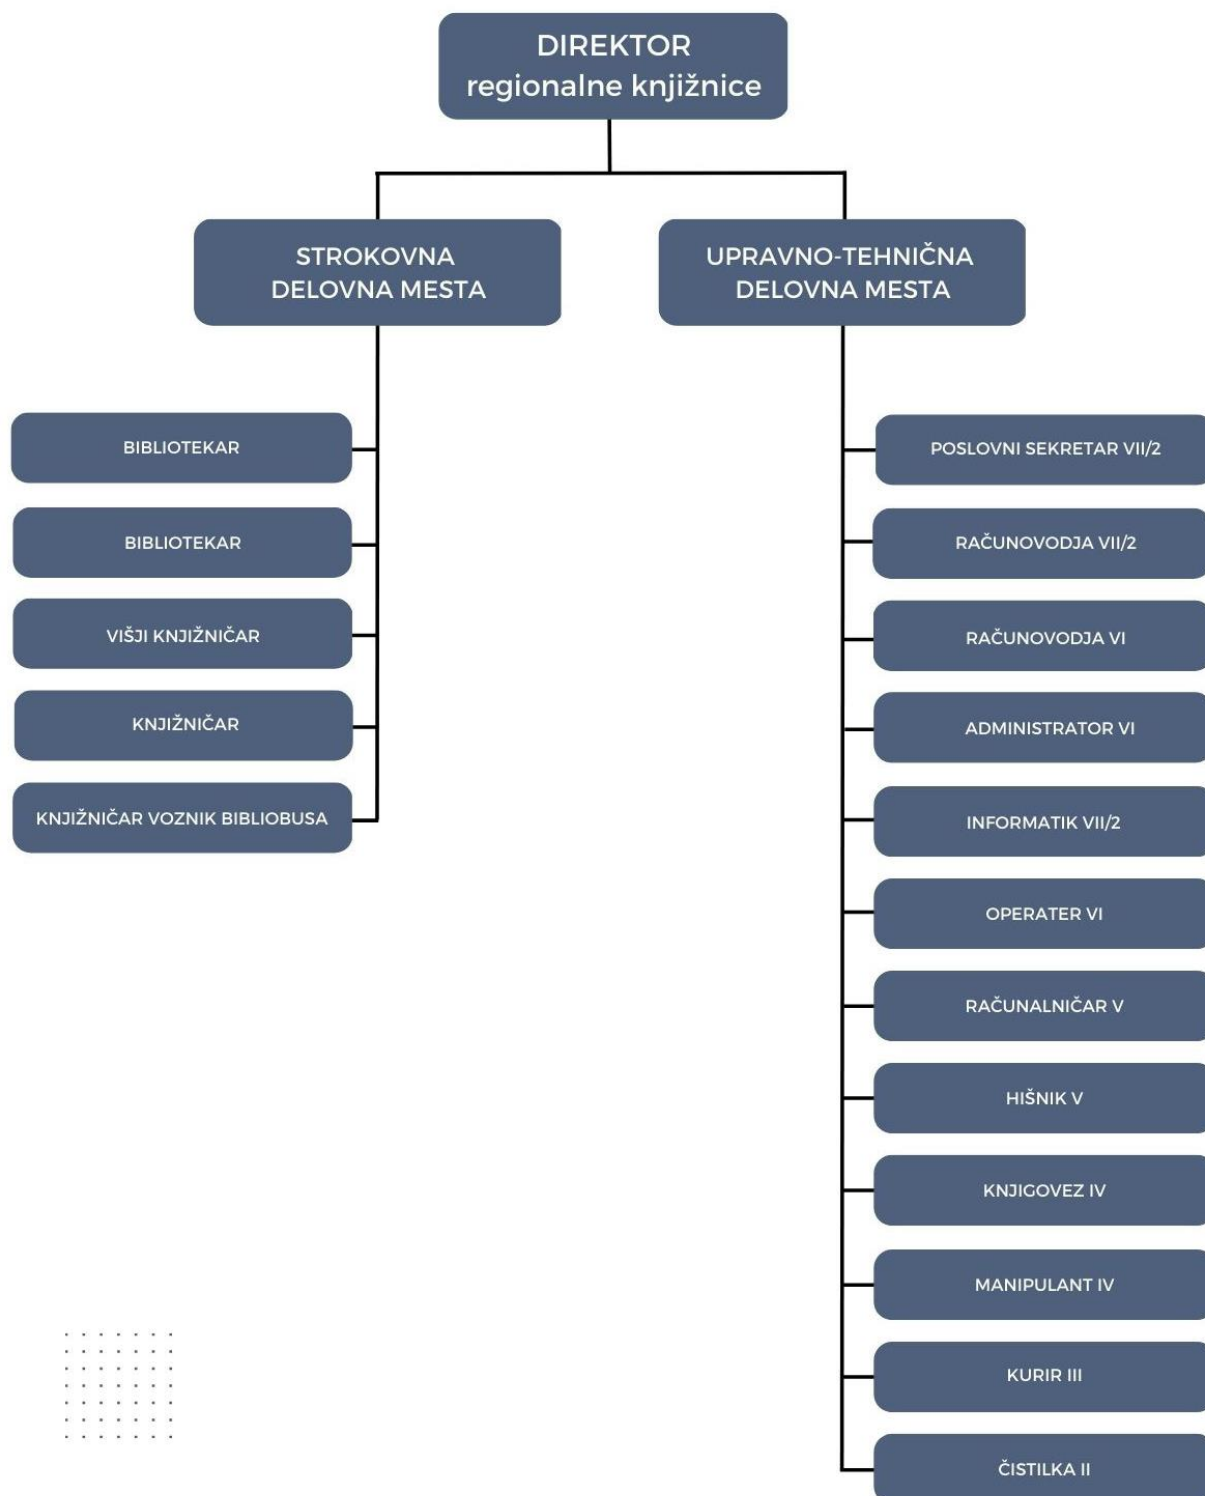 DIREKTOR
regionalne knjižnice
STROKOVNA
DELOVNA MESTA
UPRAVNO-TEHNIČNA
DELOVNA MESTA
BIBLIOTEKAR
BIBLIOTEKAR
VIŠJI KNJIŽNIČAR
KNJIŽNIČAR
KNJIŽNIČAR VOZNIK BIBLIOBUSA
POSLOVNI SEKRETAR VII/2
RAČUNOVODJA VII/2
RAČUNOVODJA VI
ADMINISTRATOR VI
INFORMATIK VII/2
OPERATER VI
RAČUNALNIČAR V
HIŠNIK V
KNJIGOVEZ IV
MANIPULANT IV
KURIR III
ČISTILKA II